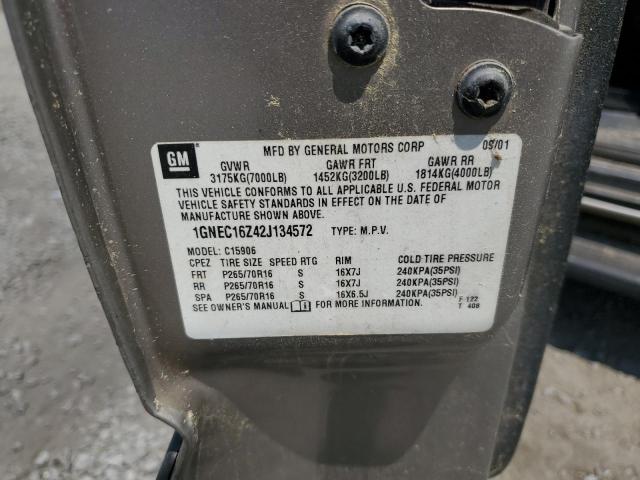 GM MFD BY GENERAL MOTORS CORP 09/01
GVWR GAWR FRT GAWR RR
3175KG(7000LB) 1452KG(3200LB) 1814KG(4000LB)
THIS VEHICLE CONFORMS TO ALL APPLICABLE U.S. FEDERAL MOTOR
VEHICLE SAFETY STANDARDS IN EFFECT ON THE DATE OF
MANUFACTURE SHOWN ABOVE.
1GNEC16Z42J134572 TYPE: M.P.V.
MODEL: C15906
CPEZ TIRE SIZE SPEED RTG RIM COLD TIRE PRESSURE
FRT P265/70R16 S 16X7J 240KPA(35PSI)
RR P265/70R16 S 16X7J 240KPA(35PSI)
SPA P265/70R16 S 16X6.5J 240KPA(35PSI)
SEE OWNER'S MANUAL FOR MORE INFORMATION.
F 122
T 408